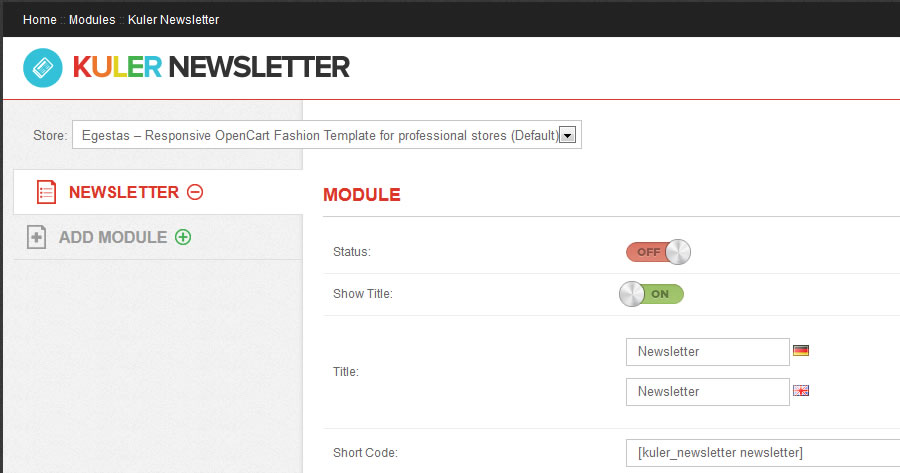 Home :: Modules :: Kuler Newsletter
KULER NEWSLETTER
Store: Egestas – Responsive OpenCart Fashion Template for professional stores (Default)
NEWSLETTER
ADD MODULE
MODULE
Status: OFF
Show Title: ON
Title:
Newsletter
Newsletter
Short Code: [kuler_newsletter newsletter]